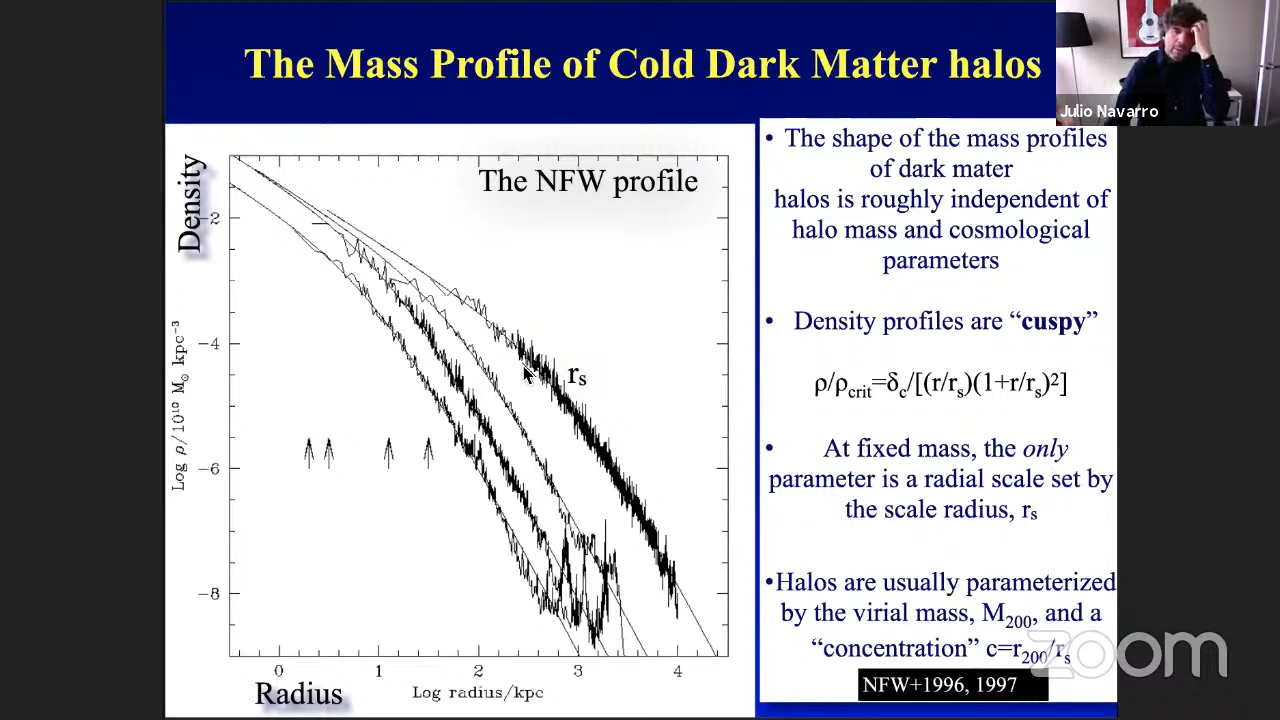 The Mass Profile of Cold Dark Matter halos
Julio Navarro
The NFW profile
Density
Log ρ/10¹⁰ M☉ kpc⁻³
-2
-4
-6
-8
rₛ
0 1 2 3 4
Radius
Log radius/kpc
• The shape of the mass profiles
of dark mater
halos is roughly independent of
halo mass and cosmological
parameters
• Density profiles are “cuspy”
ρ/ρcrit=δc/[(r/rₛ)(1+r/rₛ)²]
• At fixed mass, the only
parameter is a radial scale set by
the scale radius, rₛ
•Halos are usually parameterized
by the virial mass, M₂₀₀, and a
“concentration” c=r₂₀₀/rₛ
NFW+1996, 1997
zoom